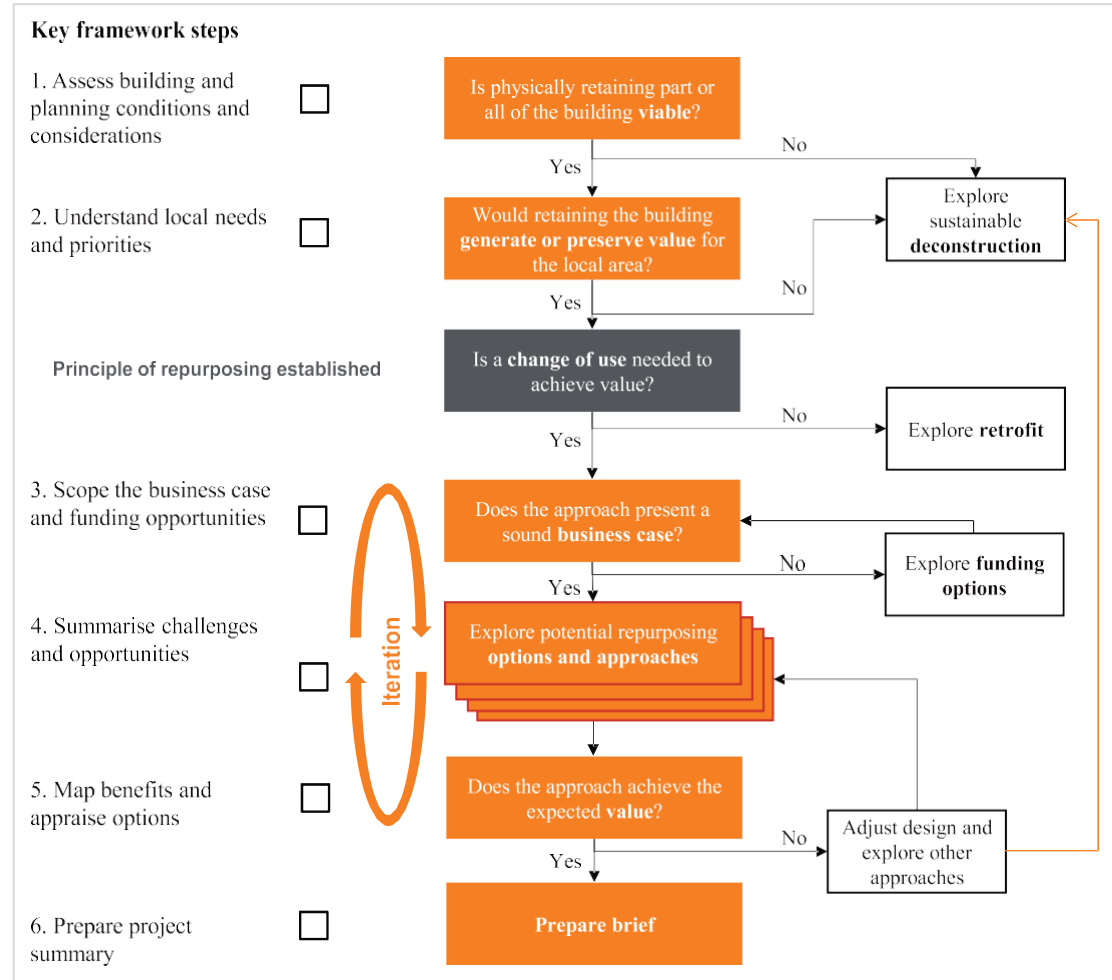 Key framework steps
1. Assess building and
planning conditions and
considerations
Is physically retaining part or
all of the building viable?
No
Yes
2. Understand local needs
and priorities
Would retaining the building
generate or preserve value for
the local area?
Explore
sustainable
deconstruction
No
Yes
Principle of repurposing established
Is a change of use needed to
achieve value?
No
Yes
Explore retrofit
3. Scope the business case
and funding opportunities
Does the approach present a
sound business case?
No
Yes
Explore funding
options
4. Summarise challenges
and opportunities
Iteration
Explore potential repurposing
options and approaches
5. Map benefits and
appraise options
Does the approach achieve the
expected value?
No
Yes
Adjust design and
explore other
approaches
6. Prepare project
summary
Prepare brief